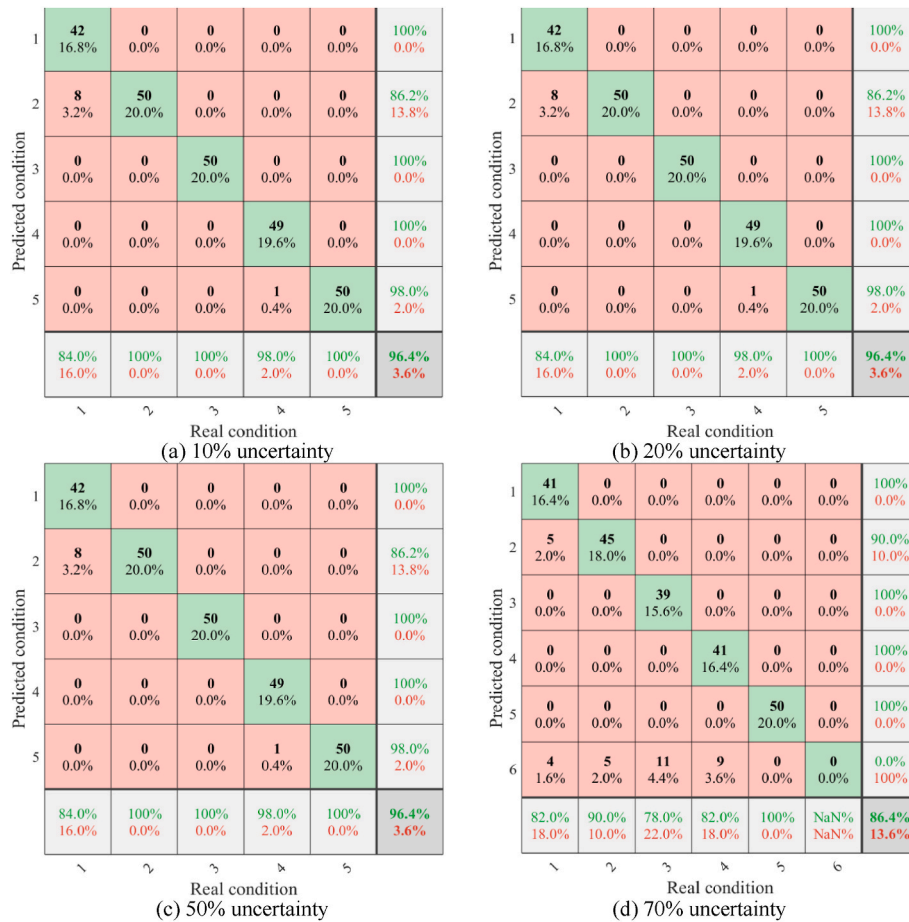 42 0 0 0 0 100%
1
16.8% 0.0% 0.0% 0.0% 0.0% 0.0%
8 50 0 0 0 86.2%
2
3.2% 20.0% 0.0% 0.0% 0.0% 13.8%
0 0 50 0 0 100%
3
0.0% 0.0% 20.0% 0.0% 0.0% 0.0%
0 0 0 49 0 100%
4
0.0% 0.0% 0.0% 19.6% 0.0% 0.0%
0 0 0 1 50 98.0%
5
0.0% 0.0% 0.0% 0.4% 20.0% 2.0%
84.0% 100% 100% 98.0% 100% 96.4%
16.0% 0.0% 0.0% 2.0% 0.0% 3.6%
1 2 3 4 5
Predicted condition
Real condition
(a) 10% uncertainty
42 0 0 0 0 100%
1
16.8% 0.0% 0.0% 0.0% 0.0% 0.0%
8 50 0 0 0 86.2%
2
3.2% 20.0% 0.0% 0.0% 0.0% 13.8%
0 0 50 0 0 100%
3
0.0% 0.0% 20.0% 0.0% 0.0% 0.0%
0 0 0 49 0 100%
4
0.0% 0.0% 0.0% 19.6% 0.0% 0.0%
0 0 0 1 50 98.0%
5
0.0% 0.0% 0.0% 0.4% 20.0% 2.0%
84.0% 100% 100% 98.0% 100% 96.4%
16.0% 0.0% 0.0% 2.0% 0.0% 3.6%
1 2 3 4 5
Predicted condition
Real condition
(b) 20% uncertainty
42 0 0 0 0 100%
1
16.8% 0.0% 0.0% 0.0% 0.0% 0.0%
8 50 0 0 0 86.2%
2
3.2% 20.0% 0.0% 0.0% 0.0% 13.8%
0 0 50 0 0 100%
3
0.0% 0.0% 20.0% 0.0% 0.0% 0.0%
0 0 0 49 0 100%
4
0.0% 0.0% 0.0% 19.6% 0.0% 0.0%
0 0 0 1 50 98.0%
5
0.0% 0.0% 0.0% 0.4% 20.0% 2.0%
84.0% 100% 100% 98.0% 100% 96.4%
16.0% 0.0% 0.0% 2.0% 0.0% 3.6%
1 2 3 4 5
Predicted condition
Real condition
(c) 50% uncertainty
41 0 0 0 0 0 100%
1
16.4% 0.0% 0.0% 0.0% 0.0% 0.0% 0.0%
5 45 0 0 0 0 90.0%
2
2.0% 18.0% 0.0% 0.0% 0.0% 0.0% 10.0%
0 0 39 0 0 0 100%
3
0.0% 0.0% 15.6% 0.0% 0.0% 0.0% 0.0%
0 0 0 41 0 0 100%
4
0.0% 0.0% 0.0% 16.4% 0.0% 0.0% 0.0%
0 0 0 0 50 0 100%
5
0.0% 0.0% 0.0% 0.0% 20.0% 0.0% 0.0%
4 5 11 9 0 0 0.0%
6
1.6% 2.0% 4.4% 3.6% 0.0% 0.0% 100%
82.0% 90.0% 78.0% 82.0% 100% NaN% 86.4%
18.0% 10.0% 22.0% 18.0% 0.0% NaN% 13.6%
1 2 3 4 5 6
Predicted condition
Real condition
(d) 70% uncertainty